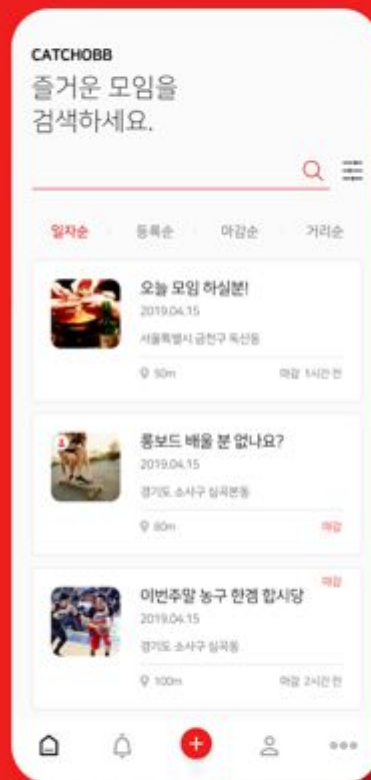 CATCHOBB
즐거운 모임을
검색하세요.
일자순
등록순
마감순
거리순
오늘 모임 하실분!
2019.04.15
서울특별시 금천구 독산동
50m
마감 1시간 전
롱보드 배울 분 없나요?
2019.04.15
경기도 소사구 심곡본동
80m
마감
마감
이번주말 농구 한겜 합시당
2019.04.15
경기도 소사구 심곡동
100m
마감 2시간 전